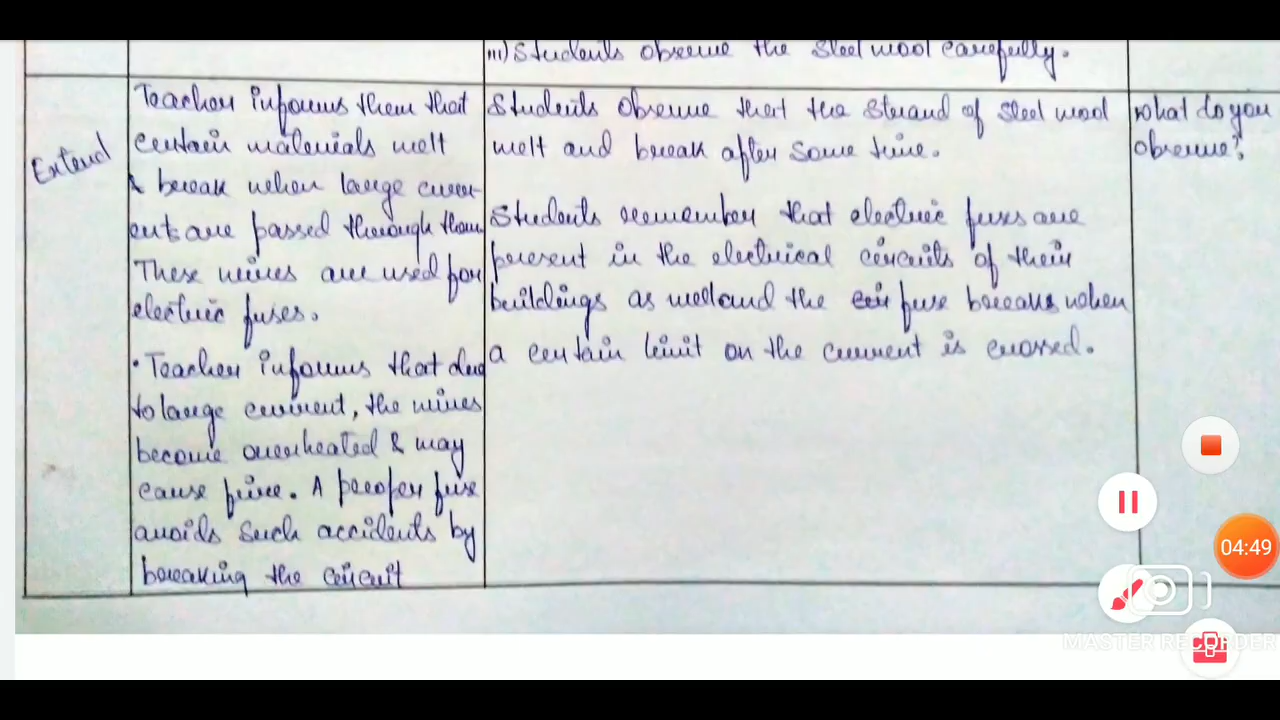 iii) Students observe the steel wool carefully.
Extend
Teacher informs them that
certain materials melt
& break when large curr-
ents are passed through them
These wires are used for
electric fuses.
• Teacher informs that due
to large current, the wires
become overheated & may
cause fire. A proper fuse
avoids such accidents by
breaking the circuit
Students observe that the strand of steel wool
melt and break after some time.
Students remember that electric fuses are
present in the electrical circuits of their
buildings as well and the fuse breaks when
a certain limit on the current is crossed.
what do you
observe?
04:49
MASTER RECORDER